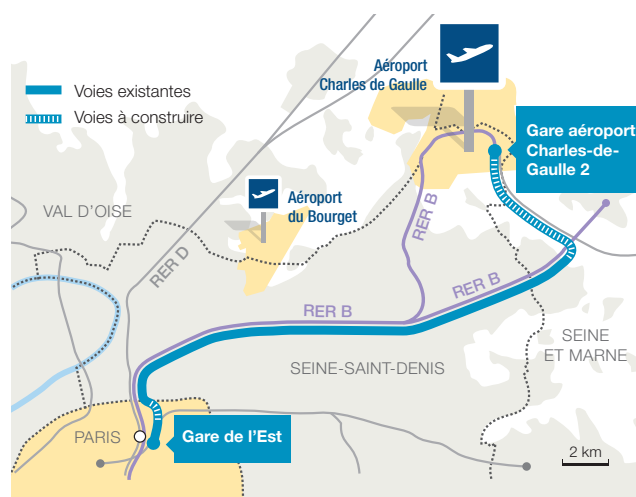 Aéroport
Charles de Gaulle
Voies existantes
Voies à construire
Gare aéroport
Charles-de-
Gaulle 2
Aéroport
du Bourget
VAL D'OISE
RER B
RER D
RER B
RER B
SEINE
ET MARNE
SEINE-SAINT-DENIS
PARIS
Gare de l'Est
2 km